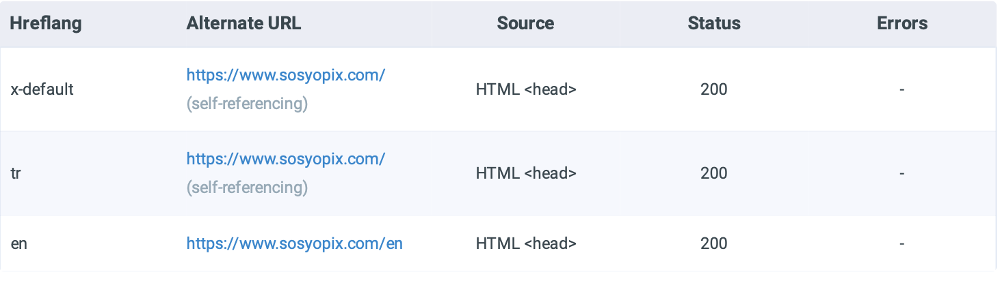 Hreflang Alternate URL Source Status Errors
x-default https://www.sosyopix.com/ HTML <head> 200 -
(self-referencing)
tr https://www.sosyopix.com/ HTML <head> 200 -
(self-referencing)
en https://www.sosyopix.com/en HTML <head> 200 -